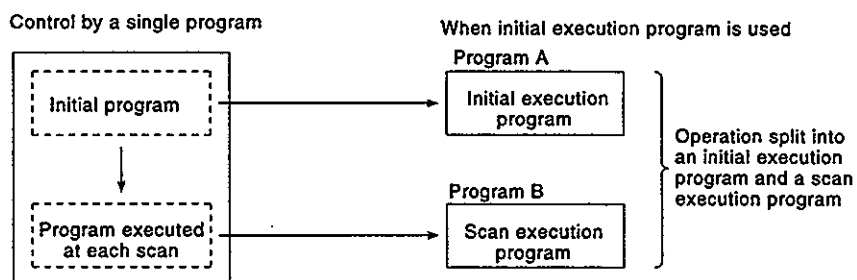 Control by a single program
When initial execution program is used
Program A
Initial program
Initial execution
program
Operation split into
an initial execution
program and a scan
execution program
Program B
Program executed
at each scan
Scan execution
program